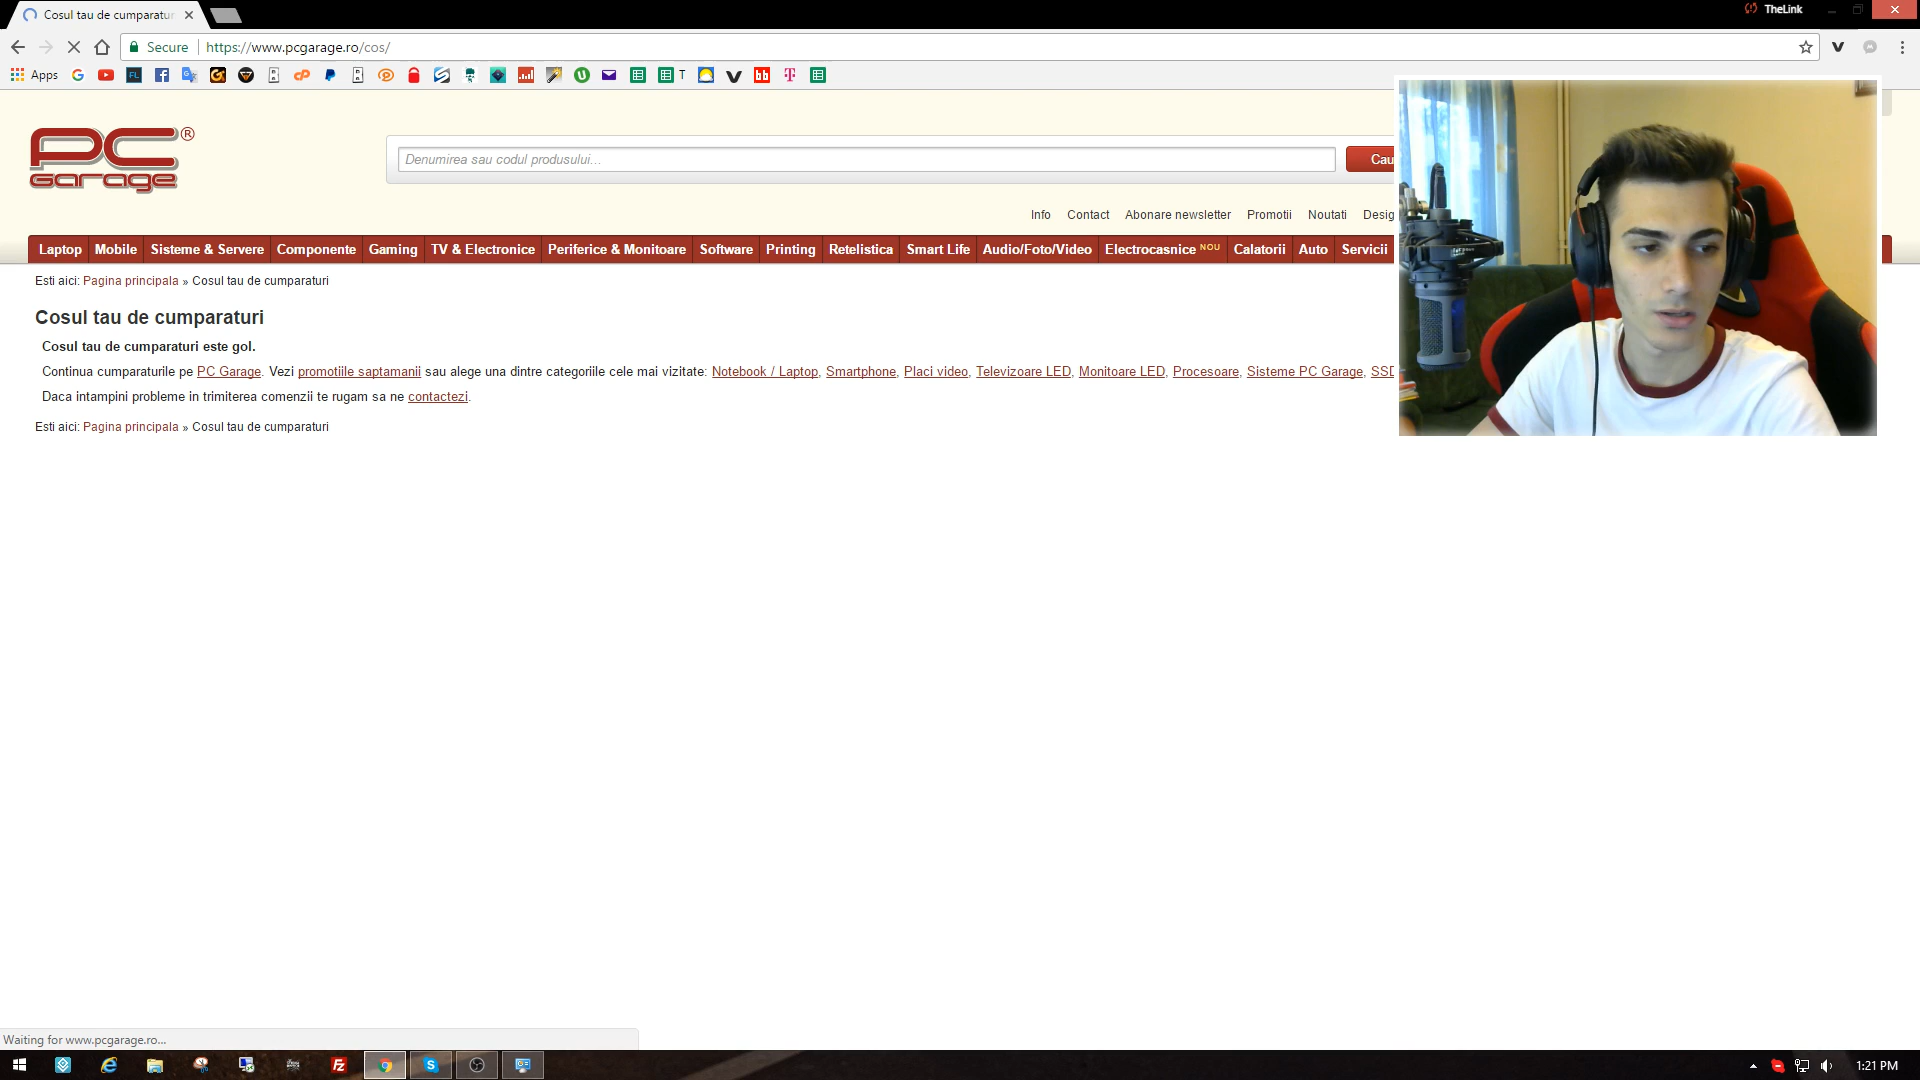 Cosul tau de cumparatur
TheLink
Secure
https://www.pcgarage.ro/cos/
Apps
T
PC
Garage
®
Denumirea sau codul produsului...
Cau
Info Contact Abonare newsletter Promotii Noutati Desig
Laptop Mobile Sisteme & Servere Componente Gaming TV & Electronice Periferice & Monitoare Software Printing Retelistica Smart Life Audio/Foto/Video Electrocasnice NOU Calatorii Auto Servicii
Esti aici: Pagina principala » Cosul tau de cumparaturi
Cosul tau de cumparaturi
Cosul tau de cumparaturi este gol.
Continua cumparaturile pe PC Garage. Vezi promotiile saptamanii sau alege una dintre categoriile cele mai vizitate: Notebook / Laptop, Smartphone, Placi video, Televizoare LED, Monitoare LED, Procesoare, Sisteme PC Garage, SSD
Daca intampini probleme in trimiterea comenzii te rugam sa ne contactezi.
Esti aici: Pagina principala » Cosul tau de cumparaturi
Waiting for www.pcgarage.ro...
1:21 PM